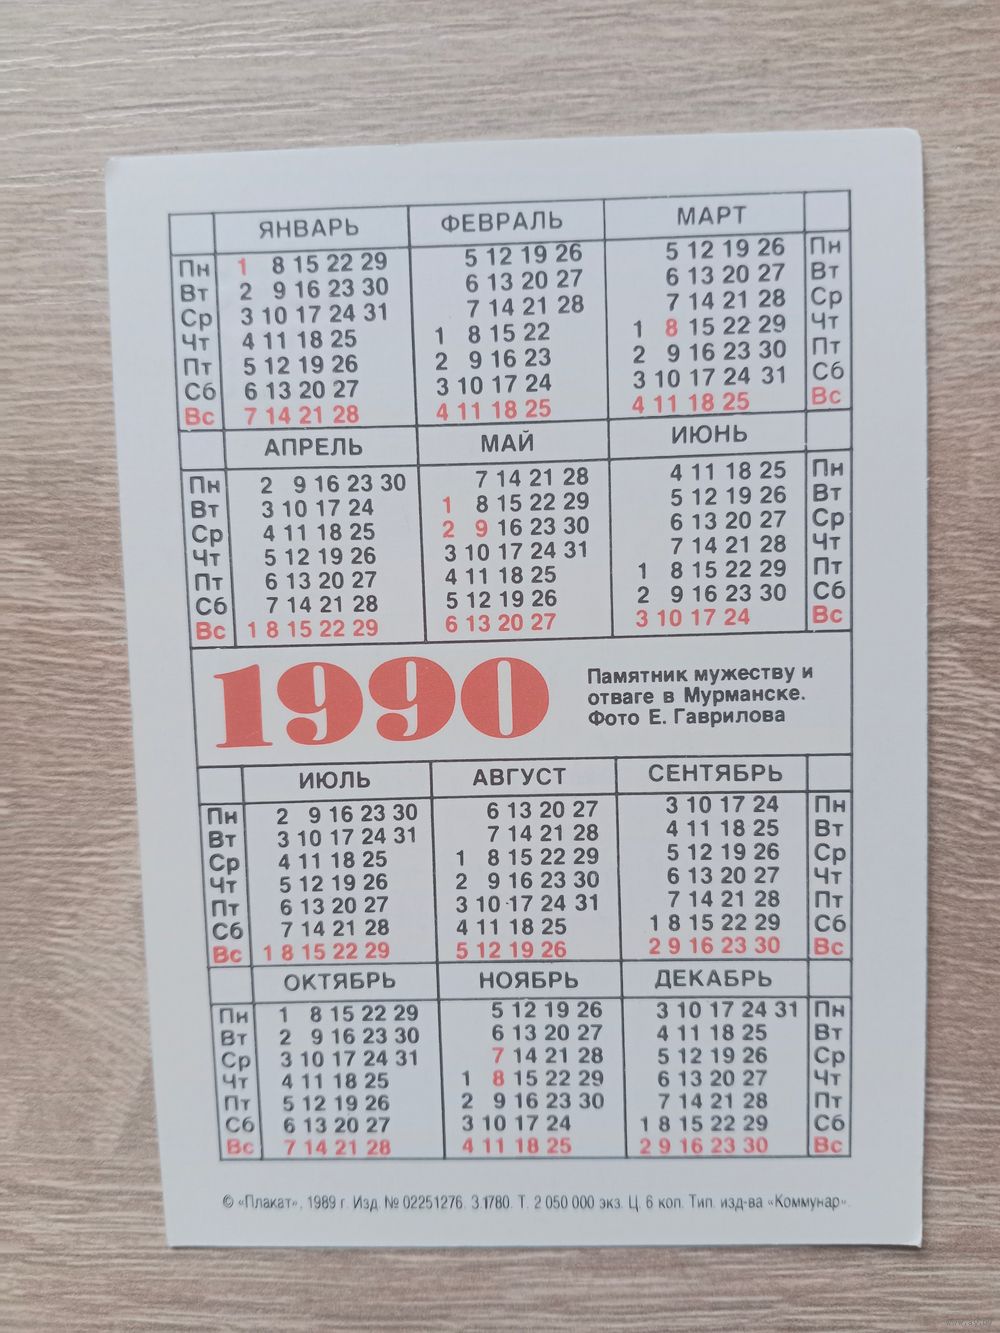 ЯНВАРЬ ФЕВРАЛЬ МАРТ
Пн 1 8 15 22 29 5 12 19 26 5 12 19 26 Пн
Вт 2 9 16 23 30 6 13 20 27 6 13 20 27 Вт
Ср 3 10 17 24 31 7 14 21 28 7 14 21 28 Ср
Чт 4 11 18 25 1 8 15 22 1 8 15 22 29 Чт
Пт 5 12 19 26 2 9 16 23 2 9 16 23 30 Пт
Сб 6 13 20 27 3 10 17 24 3 10 17 24 31 Сб
Вс 7 14 21 28 4 11 18 25 4 11 18 25 Вс
АПРЕЛЬ МАЙ ИЮНЬ
Пн 2 9 16 23 30 7 14 21 28 4 11 18 25 Пн
Вт 3 10 17 24 1 8 15 22 29 5 12 19 26 Вт
Ср 4 11 18 25 2 9 16 23 30 6 13 20 27 Ср
Чт 5 12 19 26 3 10 17 24 31 7 14 21 28 Чт
Пт 6 13 20 27 4 11 18 25 1 8 15 22 29 Пт
Сб 7 14 21 28 5 12 19 26 2 9 16 23 30 Сб
Вс 1 8 15 22 29 6 13 20 27 3 10 17 24 Вс
1990
Памятник мужеству и
отваге в Мурманске.
Фото Е. Гаврилова
ИЮЛЬ АВГУСТ СЕНТЯБРЬ
Пн 2 9 16 23 30 6 13 20 27 3 10 17 24 Пн
Вт 3 10 17 24 31 7 14 21 28 4 11 18 25 Вт
Ср 4 11 18 25 1 8 15 22 29 5 12 19 26 Ср
Чт 5 12 19 26 2 9 16 23 30 6 13 20 27 Чт
Пт 6 13 20 27 3 10 17 24 31 7 14 21 28 Пт
Сб 7 14 21 28 4 11 18 25 1 8 15 22 29 Сб
Вс 1 8 15 22 29 5 12 19 26 2 9 16 23 30 Вс
ОКТЯБРЬ НОЯБРЬ ДЕКАБРЬ
Пн 1 8 15 22 29 5 12 19 26 3 10 17 24 31 Пн
Вт 2 9 16 23 30 6 13 20 27 4 11 18 25 Вт
Ср 3 10 17 24 31 7 14 21 28 5 12 19 26 Ср
Чт 4 11 18 25 1 8 15 22 29 6 13 20 27 Чт
Пт 5 12 19 26 2 9 16 23 30 7 14 21 28 Пт
Сб 6 13 20 27 3 10 17 24 1 8 15 22 29 Сб
Вс 7 14 21 28 4 11 18 25 2 9 16 23 30 Вс
© «Плакат», 1989 г. Изд. № 02251276. З.1780. Т. 2 050 000 экз. Ц. 6 коп. Тип. изд-ва «Коммунар».